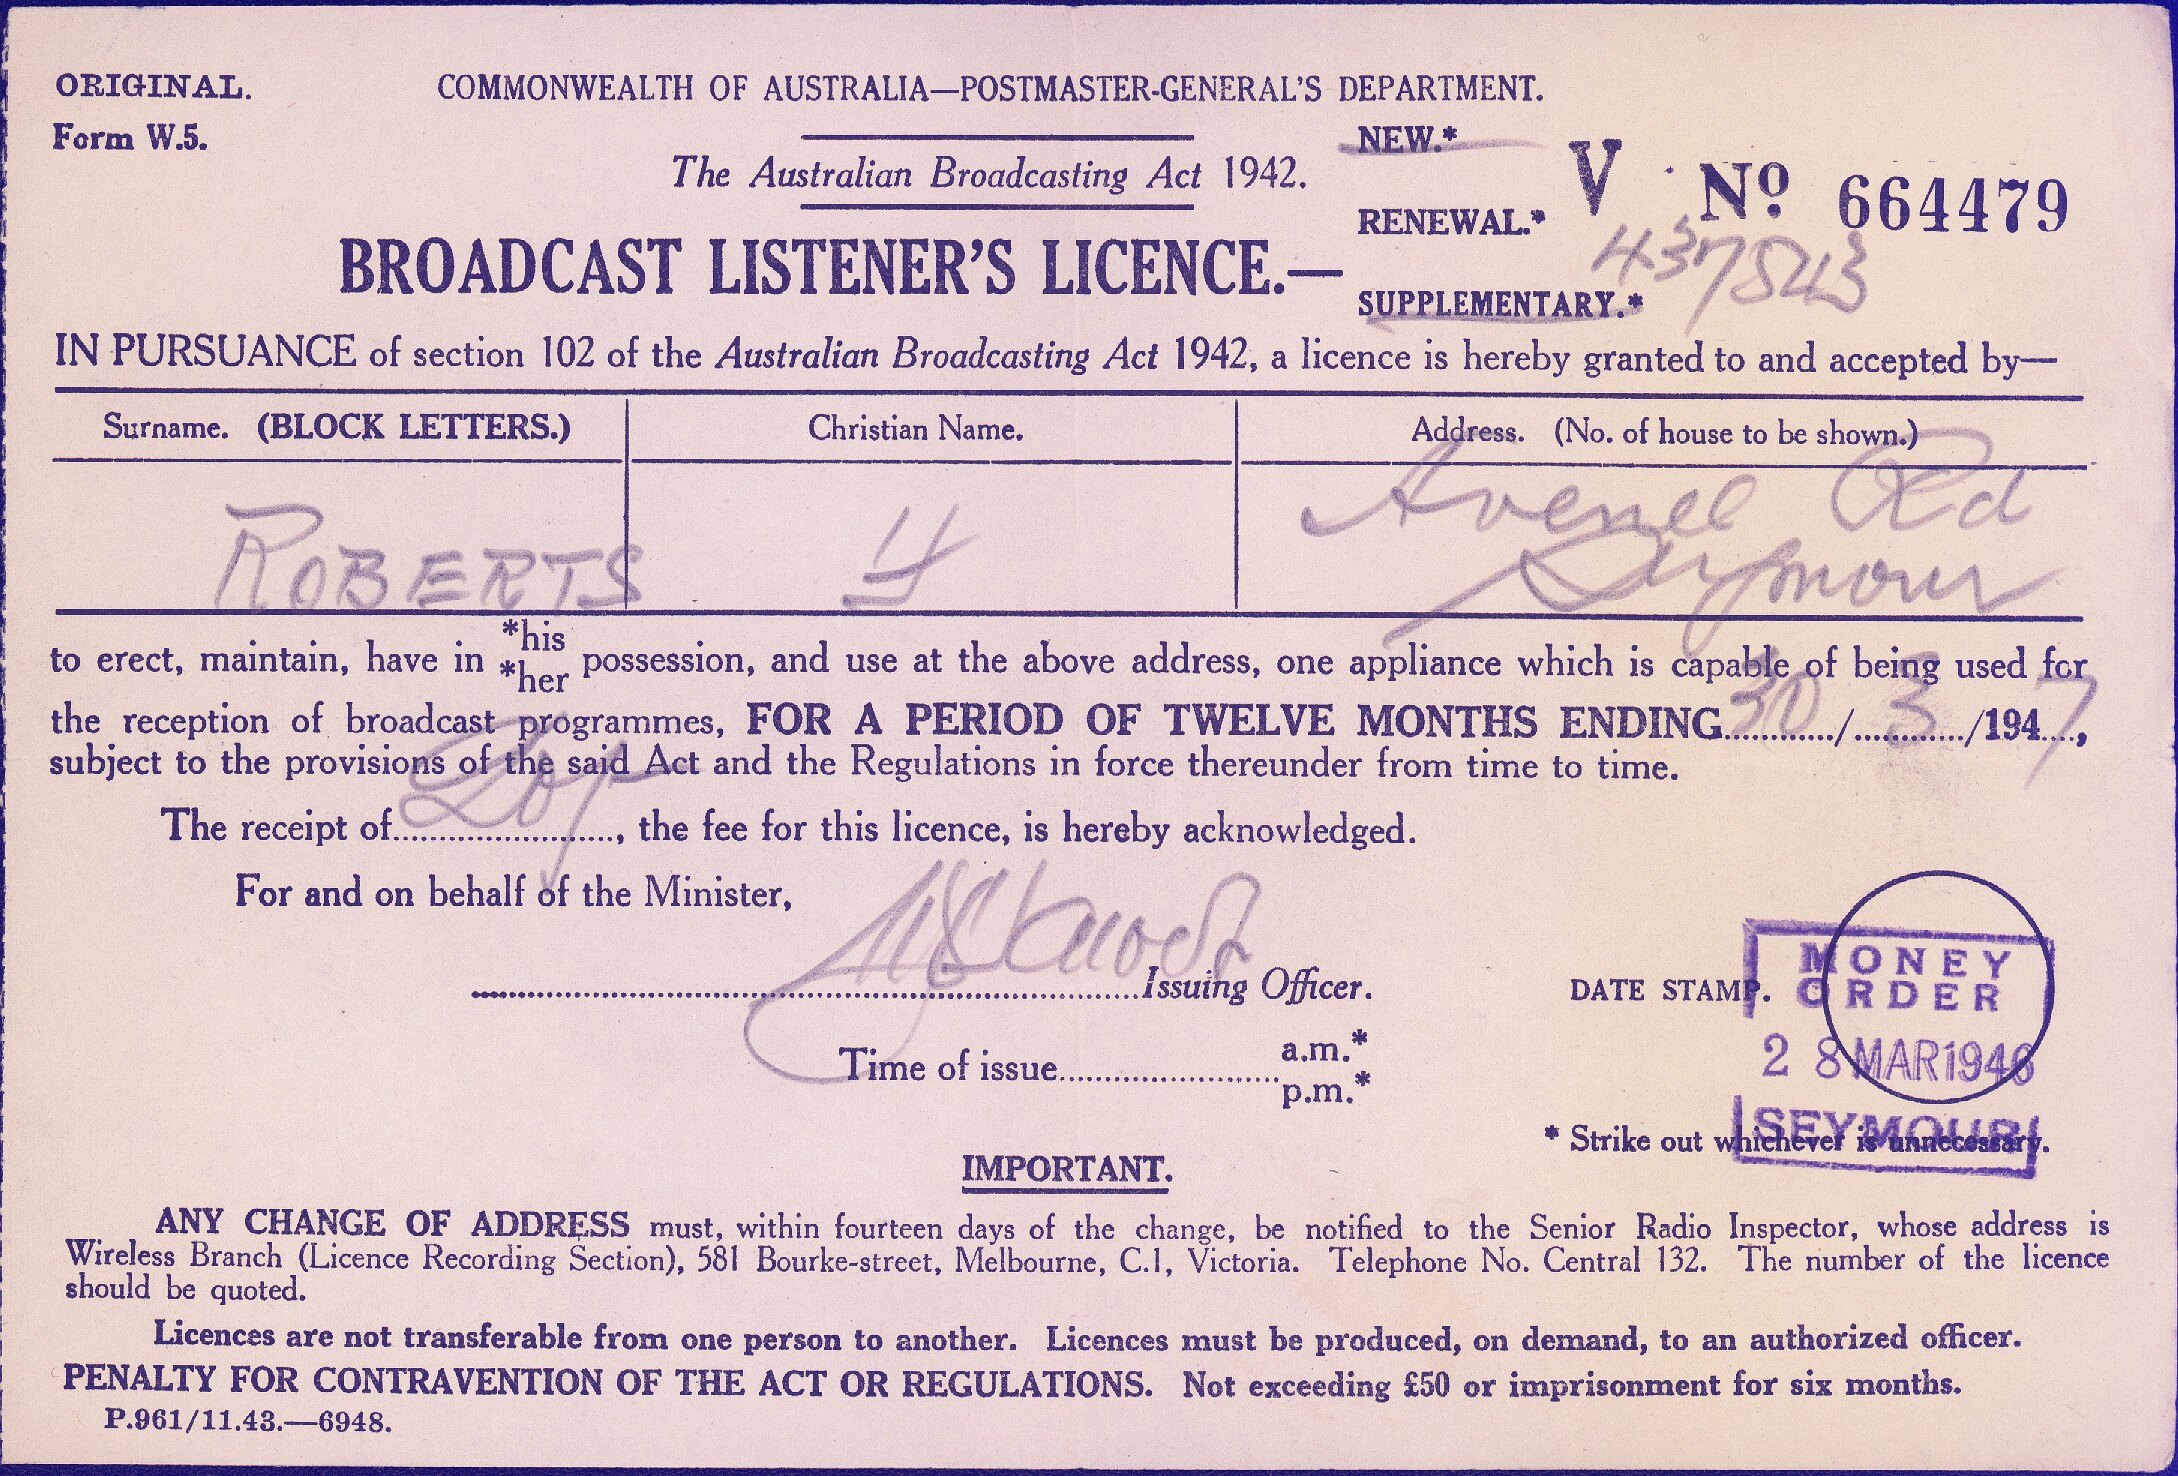 ORIGINAL.
COMMONWEALTH OF AUSTRALIA—POSTMASTER-GENERAL'S DEPARTMENT.
Form W.5.
The Australian Broadcasting Act 1942.
NEW.*
V Nº 664479
RENEWAL.*
437543
BROADCAST LISTENER'S LICENCE.—
SUPPLEMENTARY.*
IN PURSUANCE of section 102 of the Australian Broadcasting Act 1942, a licence is hereby granted to and accepted by—
Surname. (BLOCK LETTERS.) Christian Name. Address. (No. of house to be shown.)
ROBERTS Avenel Rd
Seymour
to erect, maintain, have in *his *her possession, and use at the above address, one appliance which is capable of being used for
the reception of broadcast programmes, FOR A PERIOD OF TWELVE MONTHS ENDING 30 / 3 /1947,
subject to the provisions of the said Act and the Regulations in force thereunder from time to time.
The receipt of............, the fee for this licence, is hereby acknowledged.
For and on behalf of the Minister,
Issuing Officer.
DATE STAMP.
MONEY
ORDER
28 MAR 1946
SEYMOUR
Time of issue............ a.m.* p.m.*
* Strike out whichever is unnecessary.
IMPORTANT.
ANY CHANGE OF ADDRESS must, within fourteen days of the change, be notified to the Senior Radio Inspector, whose address is
Wireless Branch (Licence Recording Section), 581 Bourke-street, Melbourne, C.1, Victoria. Telephone No. Central 132. The number of the licence
should be quoted.
Licences are not transferable from one person to another. Licences must be produced, on demand, to an authorized officer.
PENALTY FOR CONTRAVENTION OF THE ACT OR REGULATIONS. Not exceeding £50 or imprisonment for six months.
P.961/11.43.—6948.